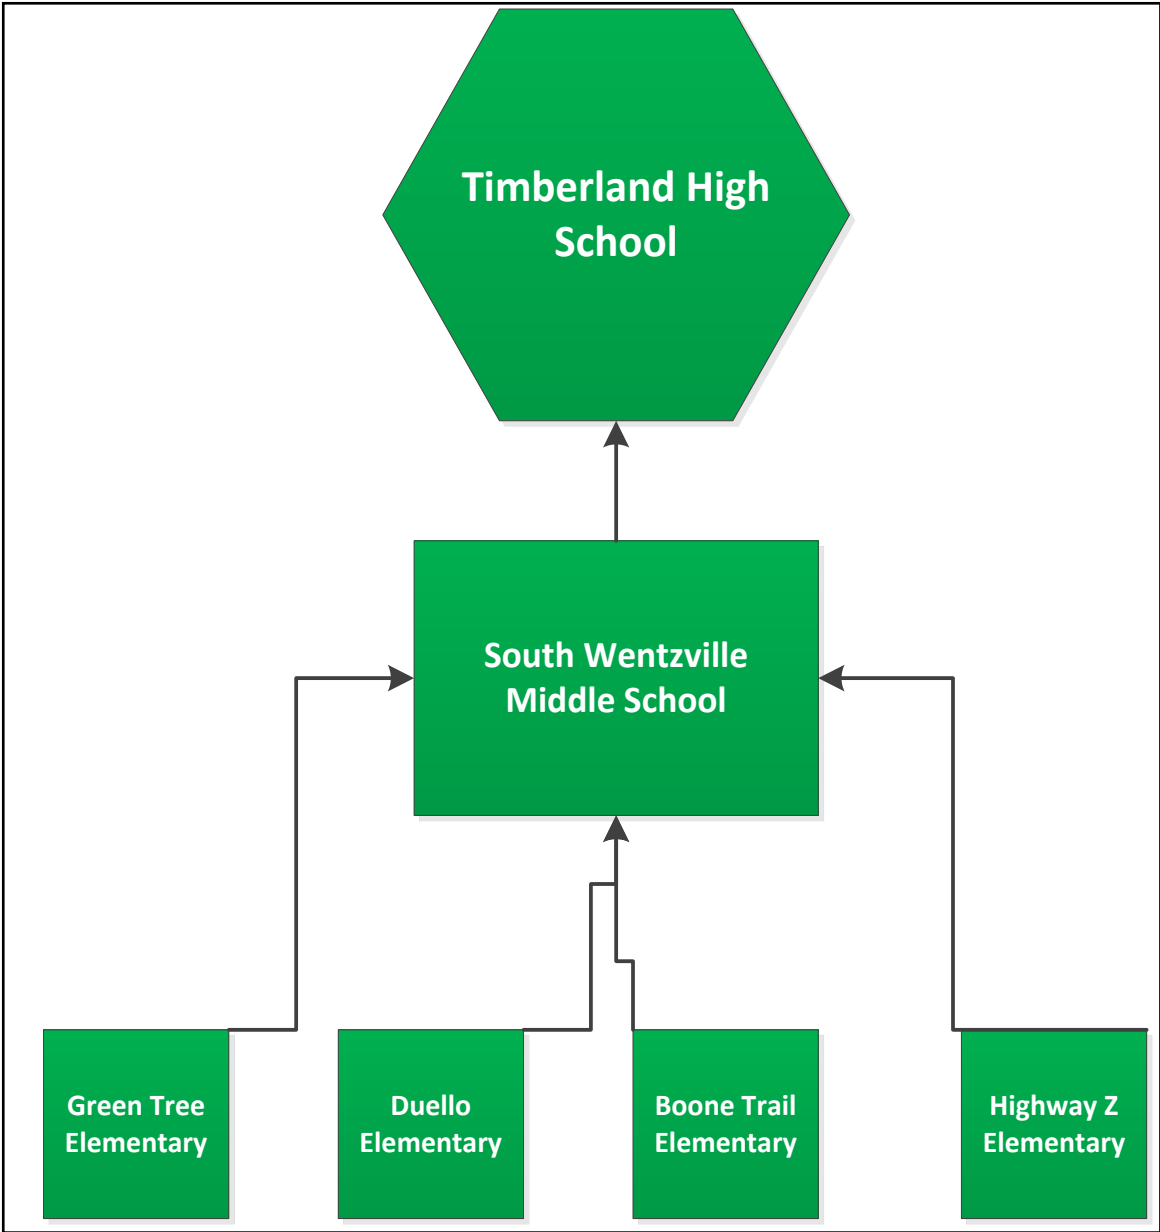 Timberland High
School
South Wentzville
Middle School
Green Tree
Elementary
Duello
Elementary
Boone Trail
Elementary
Highway Z
Elementary